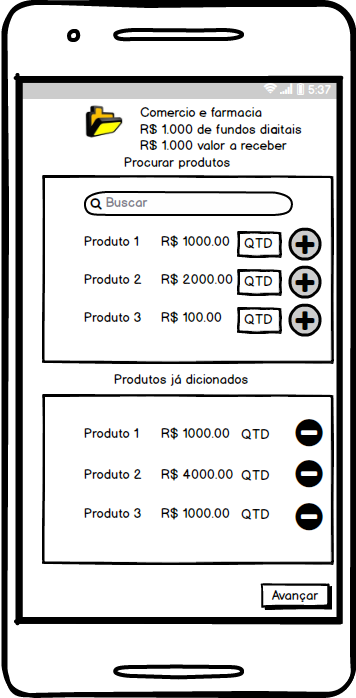 5:37
Comercio e farmacia
R$ 1.000 de fundos digitais
R$ 1.000 valor a receber
Procurar produtos
Buscar
Produto 1 R$ 1000.00 QTD
Produto 2 R$ 2000.00 QTD
Produto 3 R$ 100.00 QTD
Produtos já dicionados
Produto 1 R$ 1000.00 QTD
Produto 2 R$ 4000.00 QTD
Produto 3 R$ 1000.00 QTD
Avançar